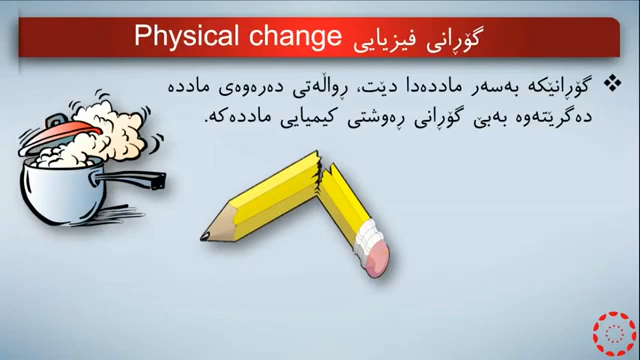 گۆڕانی فیزیایی Physical change
❖ گۆڕانێکە بەسەر ماددەدا دێت، ڕواڵەتی دەرەوەی ماددە
دەگرێتەوە بەبێ گۆڕانی ڕەوشتی کیمیایی ماددەکە.